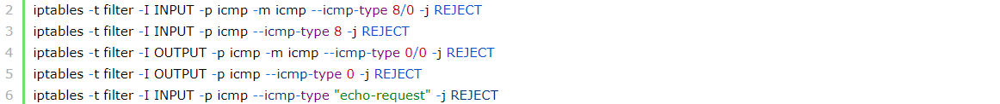 2 iptables -t filter -I INPUT -p icmp -m icmp --icmp-type 8/0 -j REJECT
3 iptables -t filter -I INPUT -p icmp --icmp-type 8 -j REJECT
4 iptables -t filter -I OUTPUT -p icmp -m icmp --icmp-type 0/0 -j REJECT
5 iptables -t filter -I OUTPUT -p icmp --icmp-type 0 -j REJECT
6 iptables -t filter -I INPUT -p icmp --icmp-type "echo-request" -j REJECT